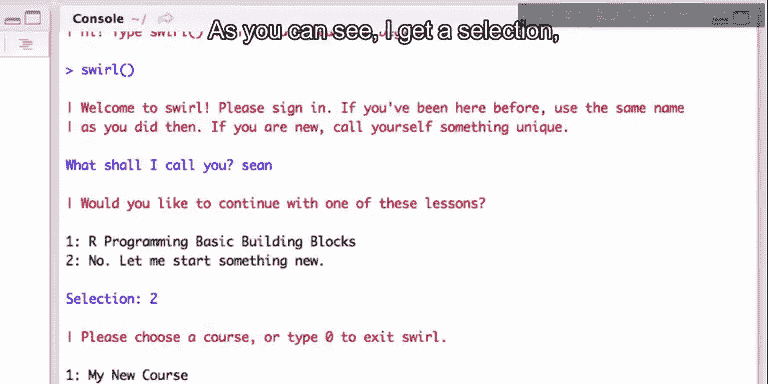 Console ~/
As you can see, I get a selection,
> swirl()
| Welcome to swirl! Please sign in. If you've been here before, use the same name
| as you did then. If you are new, call yourself something unique.
What shall I call you? sean
| Would you like to continue with one of these lessons?
1: R Programming Basic Building Blocks
2: No. Let me start something new.
Selection: 2
| Please choose a course, or type 0 to exit swirl.
1: My New Course